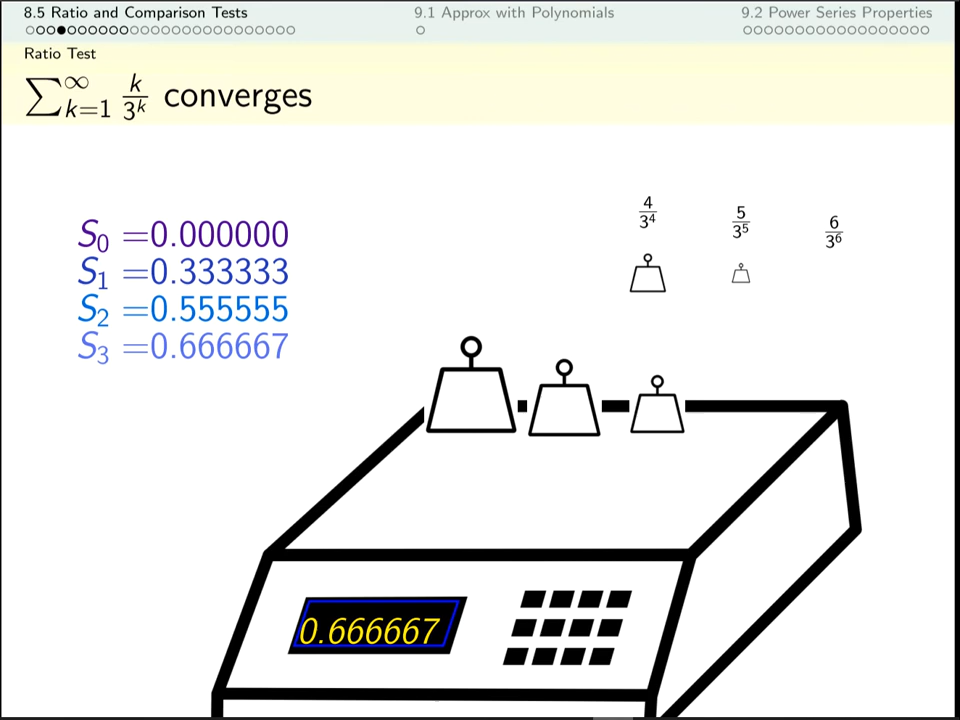 8.5 Ratio and Comparison Tests 9.1 Approx with Polynomials 9.2 Power Series Properties
Ratio Test
∑_{k=1}^{∞} k/3^k converges
4/3^4 5/3^5 6/3^6
S_0 =0.000000
S_1 =0.333333
S_2 =0.555555
S_3 =0.666667
0.666667